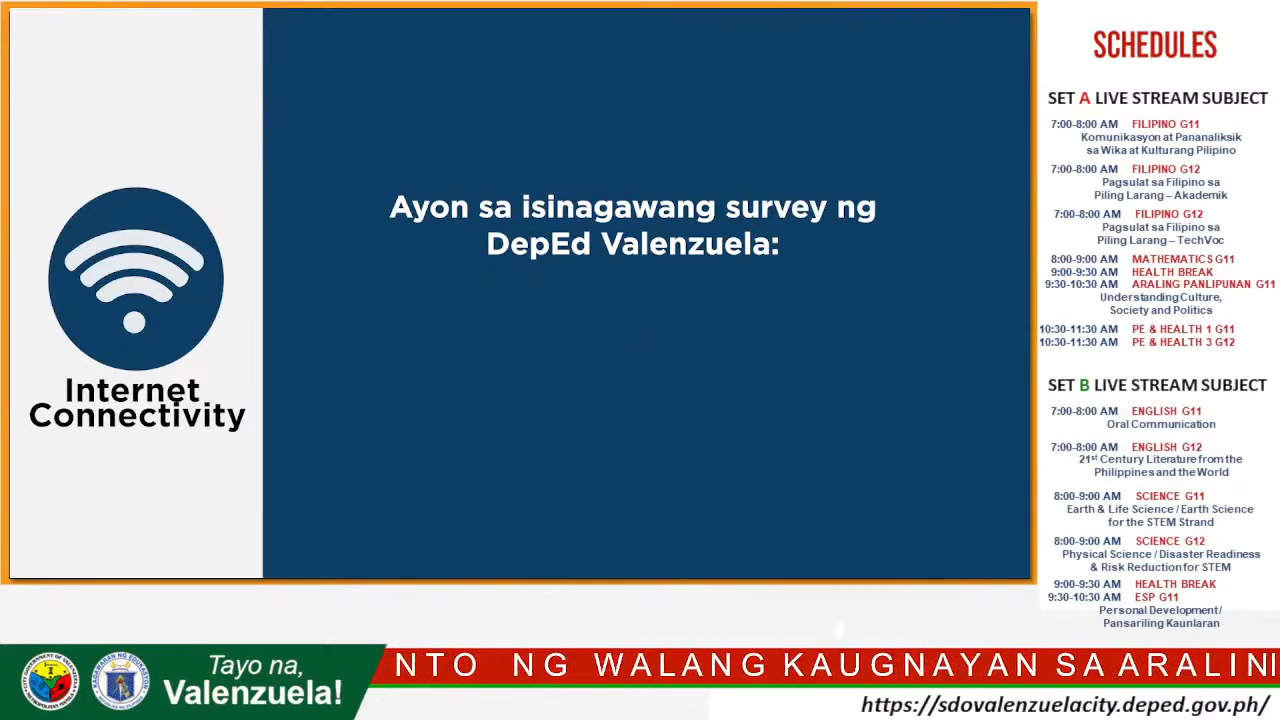 Ayon sa isinagawang survey ng
DepEd Valenzuela:
Internet
Connectivity
SCHEDULES
SET A LIVE STREAM SUBJECT
7:00-8:00 AM FILIPINO G11
Komunikasyon at Pananaliksik
sa Wika at Kulturang Pilipino
7:00-8:00 AM FILIPINO G12
Pagsulat sa Filipino sa
Piling Larang – Akademik
7:00-8:00 AM FILIPINO G12
Pagsulat sa Filipino sa
Piling Larang – TechVoc
8:00-9:00 AM MATHEMATICS G11
9:00-9:30 AM HEALTH BREAK
9:30-10:30 AM ARALING PANLIPUNAN G11
Understanding Culture,
Society and Politics
10:30-11:30 AM PE & HEALTH 1 G11
10:30-11:30 AM PE & HEALTH 3 G12
SET B LIVE STREAM SUBJECT
7:00-8:00 AM ENGLISH G11
Oral Communication
7:00-8:00 AM ENGLISH G12
21st Century Literature from the
Philippines and the World
8:00-9:00 AM SCIENCE G11
Earth & Life Science / Earth Science
for the STEM Strand
8:00-9:00 AM SCIENCE G12
Physical Science / Disaster Readiness
& Risk Reduction for STEM
9:00-9:30 AM HEALTH BREAK
9:30-10:30 AM ESP G11
Personal Development /
Pansariling Kaunlaran
Tayo na,
Valenzuela!
NTO NG WALANG KAUGNAYAN SA ARALINI
https://sdovalenzuelacity.deped.gov.ph/